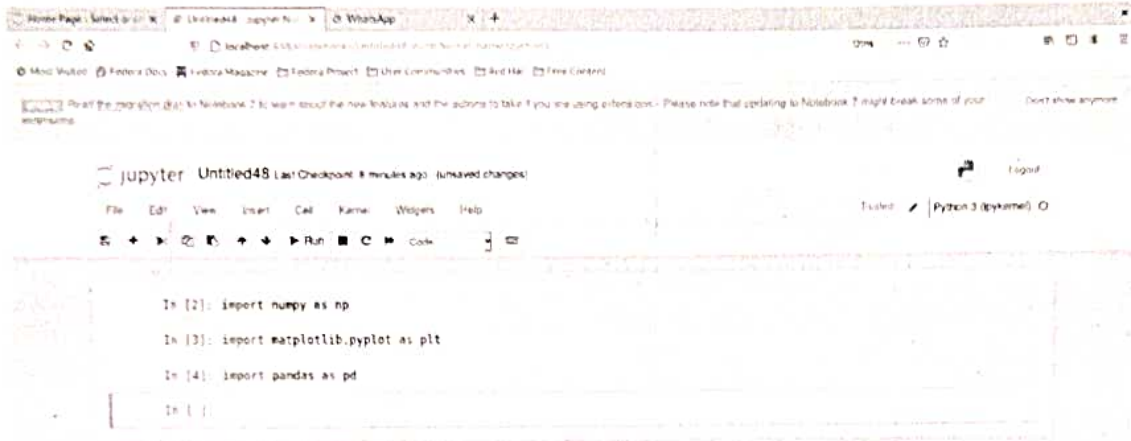 Home Page - Select or
Untitled48 - Jupyter N
WhatsApp
localhost
Most Visited Fedora Docs Fedora Magazine Fedora Project User Communities Red Hat Free Content
Read the migration plan to Notebook 7 to learn about the new features and the actions to take if you are using extensions - Please note that updating to Notebook 7 might break some of your extensions.
Don't show anymore
jupyter Untitled48 Last Checkpoint: 8 minutes ago (unsaved changes)
Logout
File Edit View Insert Cell Kernel Widgets Help
Trusted Python 3 (ipykernel)
Run Code
In [2]: import numpy as np
In [3]: import matplotlib.pyplot as plt
In [4]: import pandas as pd
In [ ]: